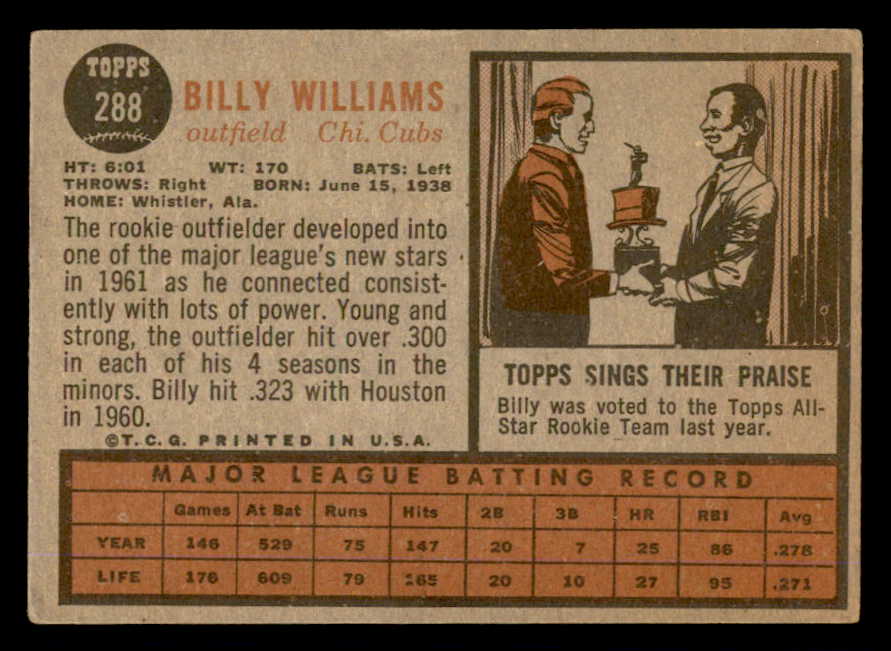 TOPPS
288
BILLY WILLIAMS
outfield Chi. Cubs
HT: 6:01 WT: 170 BATS: Left
THROWS: Right BORN: June 15, 1938
HOME: Whistler, Ala.
The rookie outfielder developed into
one of the major league's new stars
in 1961 as he connected consist-
ently with lots of power. Young and
strong, the outfielder hit over .300
in each of his 4 seasons in the
minors. Billy hit .323 with Houston
in 1960.
©T.C.G. PRINTED IN U.S.A.
TOPPS SINGS THEIR PRAISE
Billy was voted to the Topps All-
Star Rookie Team last year.
MAJOR LEAGUE BATTING RECORD
Games At Bat Runs Hits 2B 3B HR RBI Avg
YEAR 146 529 75 147 20 7 25 86 .278
LIFE 176 609 79 165 20 10 27 95 .271